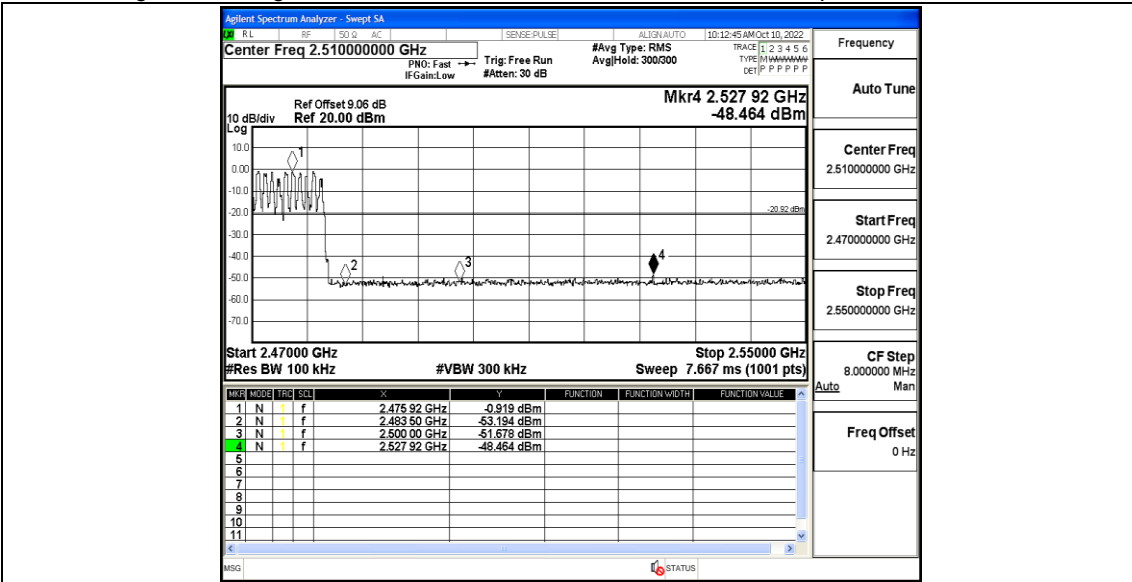 Agilent Spectrum Analyzer - Swept SA
RL RF 50 Ω AC SENSE:PULSE ALIGN AUTO 10:12:45 AM Oct 10, 2022
Center Freq 2.510000000 GHz
PNO: Fast
IFGain:Low
Trig: Free Run
#Atten: 30 dB
#Avg Type: RMS
Avg|Hold: 300/300
TRACE 1 2 3 4 5 6
TYPE M
DET P P P P P P
Frequency
Auto Tune
Center Freq
2.510000000 GHz
Start Freq
2.470000000 GHz
Stop Freq
2.550000000 GHz
CF Step
8.000000 MHz
Auto Man
Freq Offset
0 Hz
Mkr4 2.527 92 GHz
-48.464 dBm
Ref Offset 9.06 dB
10 dB/div Ref 20.00 dBm
Log
10.0
0.00
-10.0
-20.0
-30.0
-40.0
-50.0
-60.0
-70.0
1
2
3
4
-20.92 dBm
Start 2.47000 GHz Stop 2.55000 GHz
#Res BW 100 kHz #VBW 300 kHz Sweep 7.667 ms (1001 pts)
MKR MODE TRC SCL X Y FUNCTION FUNCTION WIDTH FUNCTION VALUE
1 N 1 f 2.475 92 GHz -0.919 dBm
2 N 1 f 2.483 50 GHz -53.194 dBm
3 N 1 f 2.500 00 GHz -51.678 dBm
4 N 1 f 2.527 92 GHz -48.464 dBm
5
6
7
8
9
10
11
MSG STATUS